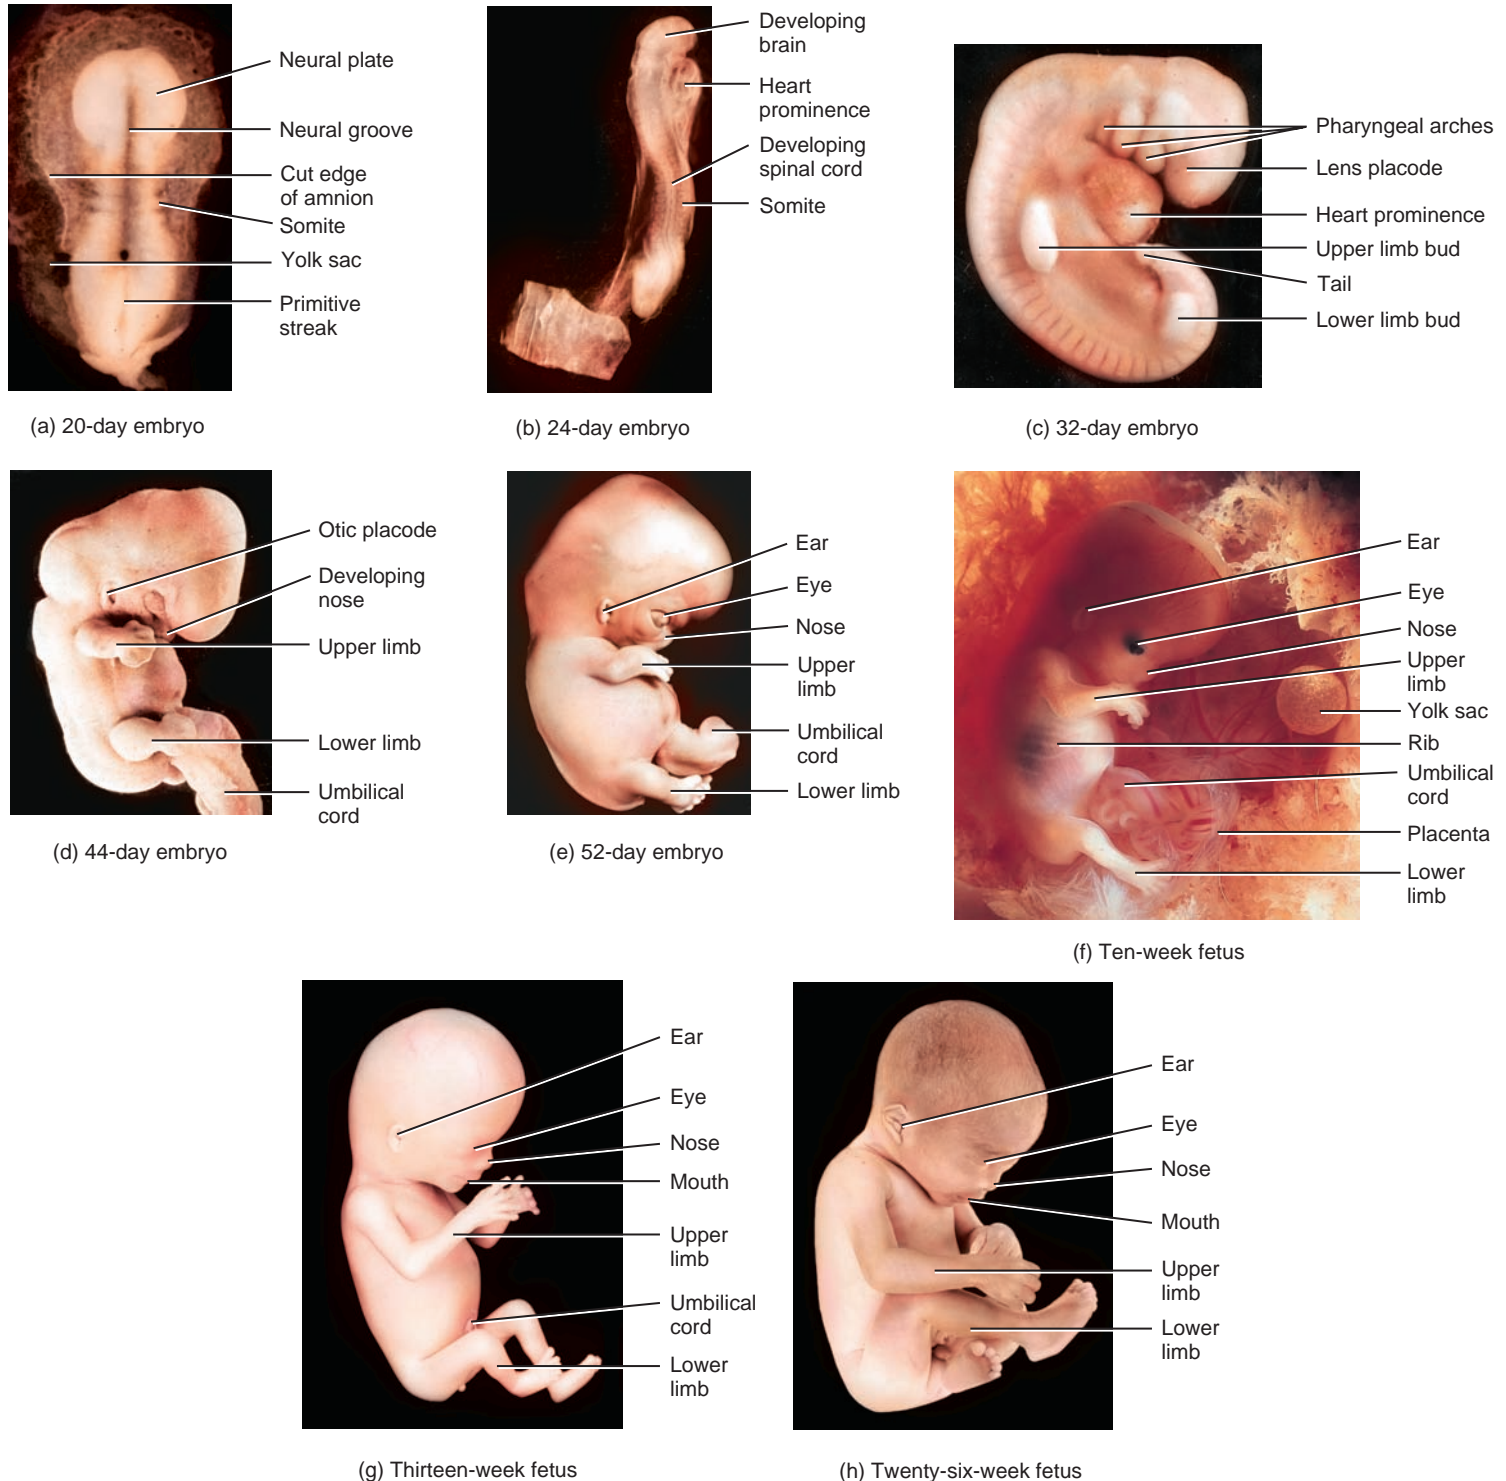 Neural plate
Neural groove
Cut edge
of amnion
Somite
Yolk sac
Primitive
streak
(a) 20-day embryo
Developing
brain
Heart
prominence
Developing
spinal cord
Somite
(b) 24-day embryo
Pharyngeal arches
Lens placode
Heart prominence
Upper limb bud
Tail
Lower limb bud
(c) 32-day embryo
Otic placode
Developing
nose
Upper limb
Lower limb
Umbilical
cord
(d) 44-day embryo
Ear
Eye
Nose
Upper
limb
Umbilical
cord
Lower limb
(e) 52-day embryo
Ear
Eye
Nose
Upper
limb
Yolk sac
Rib
Umbilical
cord
Placenta
Lower
limb
(f) Ten-week fetus
Ear
Eye
Nose
Mouth
Upper
limb
Umbilical
cord
Lower
limb
(g) Thirteen-week fetus
Ear
Eye
Nose
Mouth
Upper
limb
Lower
limb
(h) Twenty-six-week fetus